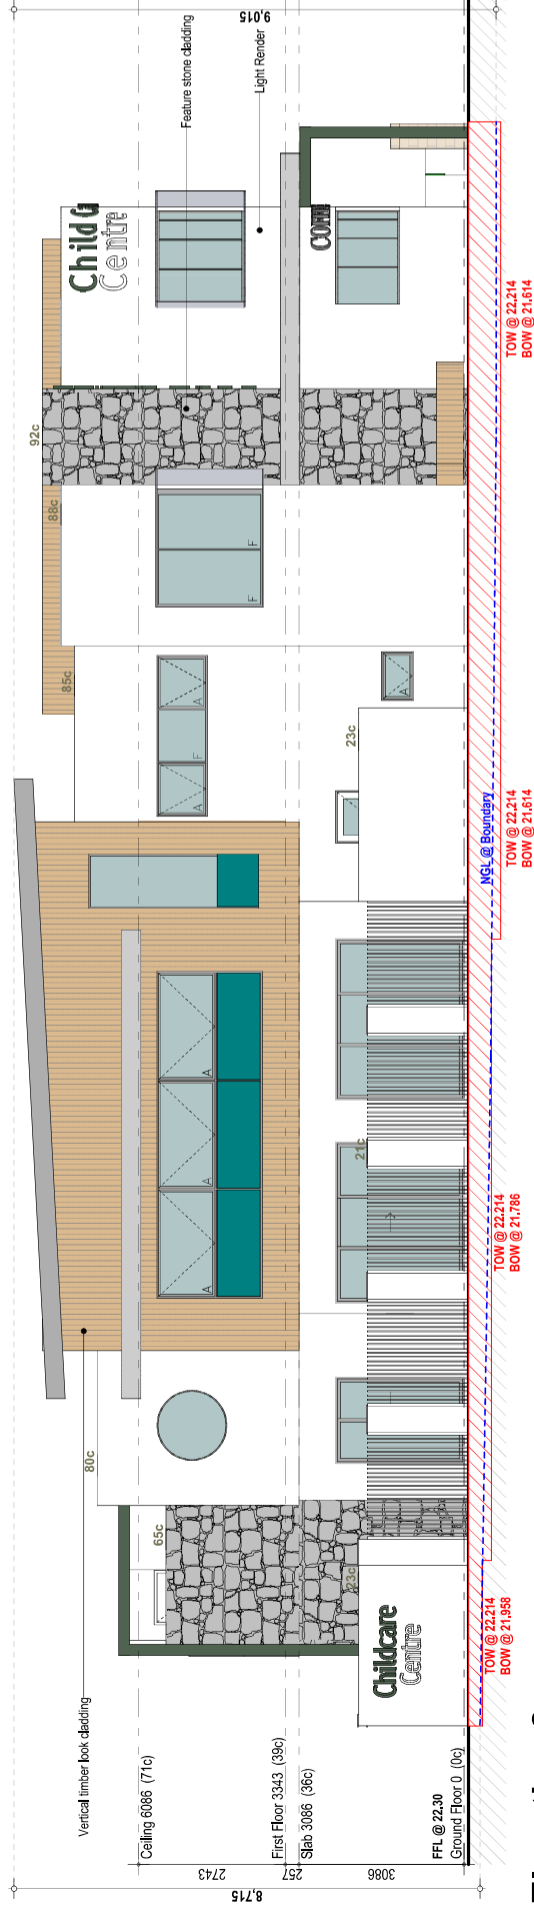 8,715
2743
257
3086
Ceiling 6086 (71c)
First Floor 3343 (39c)
Slab 3086 (36c)
FFL @ 22.30
Ground Floor 0 (0c)
Vertical timber look cladding
Childcare
Centre
23c
65c
80c
21c
A
A
A
23c
85c
88c
92c
A
F
A
A
F
F
Feature stone cladding
Light Render
Child
Centre
9,015
NGL @ Boundary
TOW @ 22.214
BOW @ 21.958
TOW @ 22.214
BOW @ 21.786
TOW @ 22.214
BOW @ 21.614
TOW @ 22.214
BOW @ 21.614